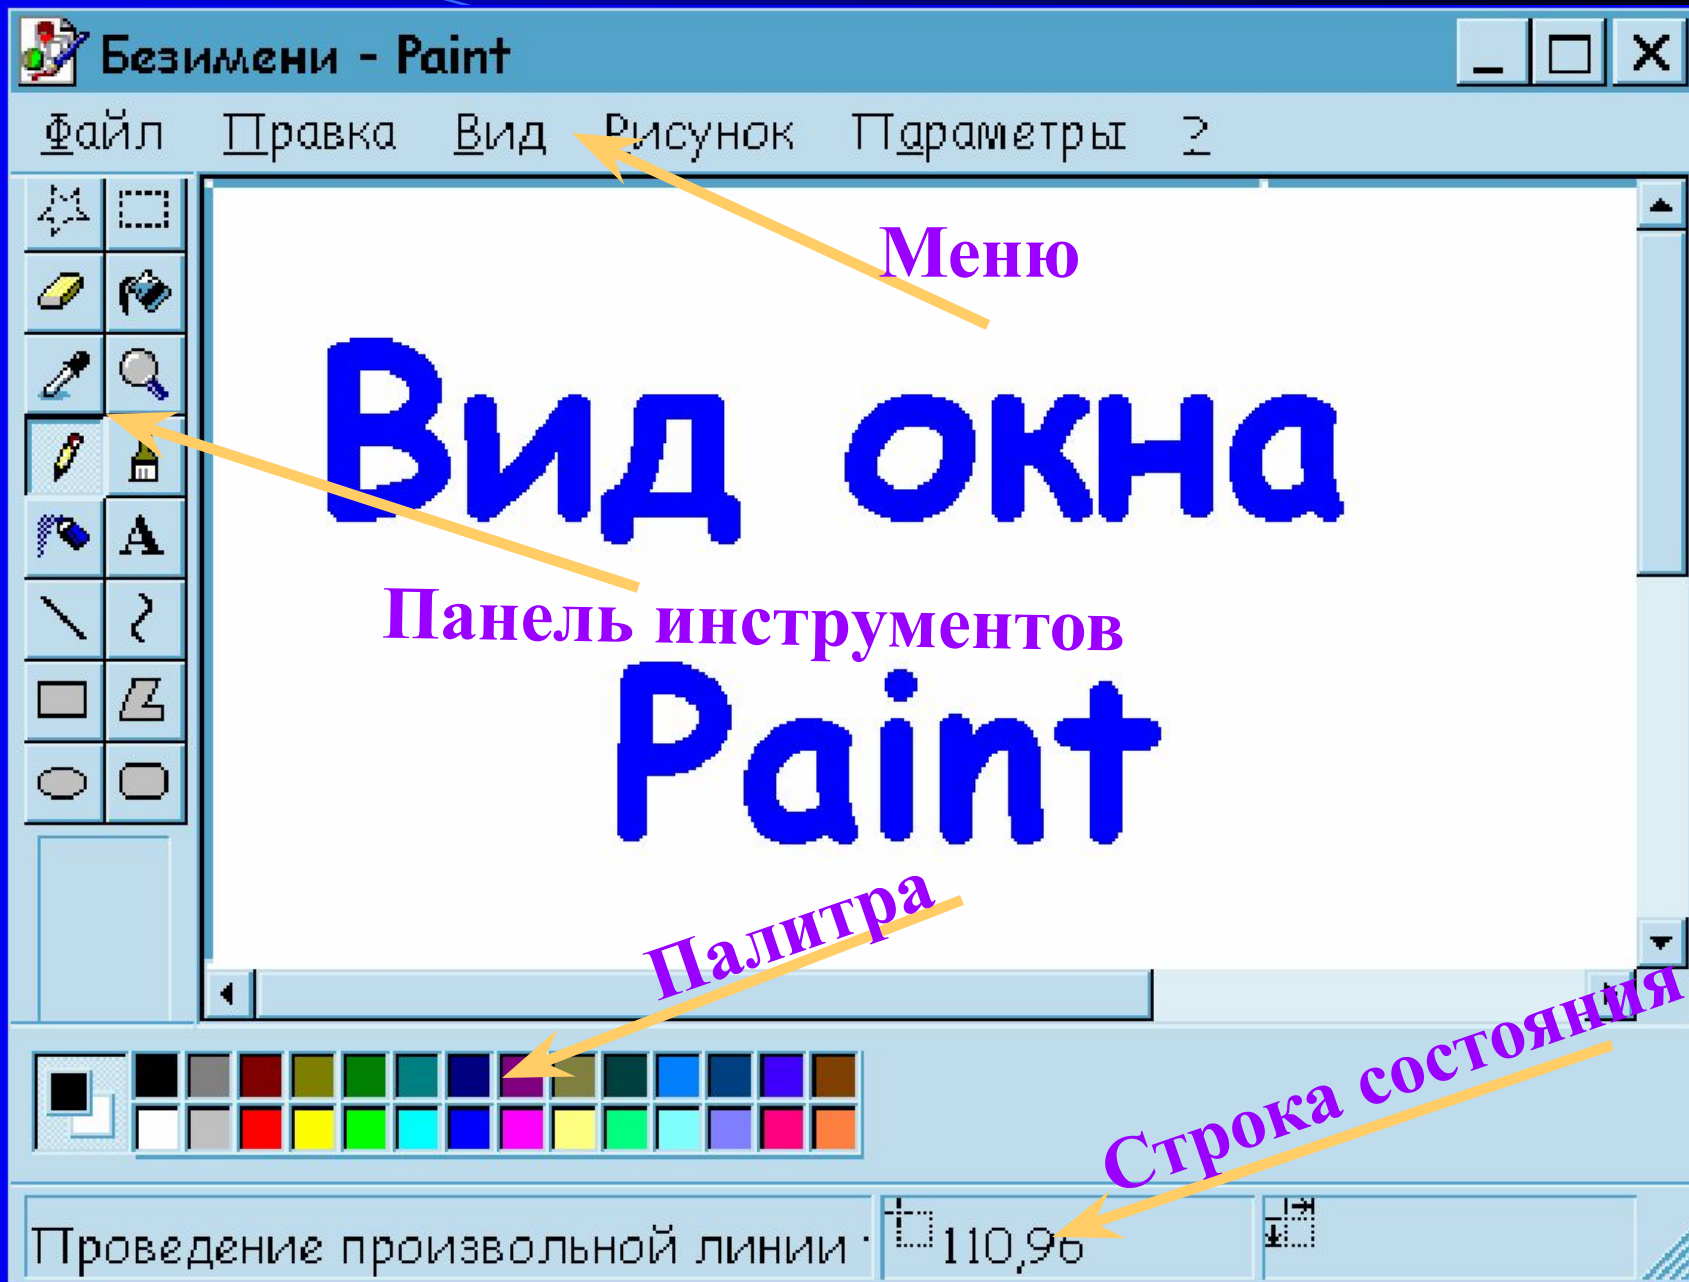 Безимени - Paint
Файл Правка Вид Рисунок Параметры ?
Меню
Вид окна
Панель инструментов
Paint
Палитра
Строка состояния
Проведение произвольной линии
110,96